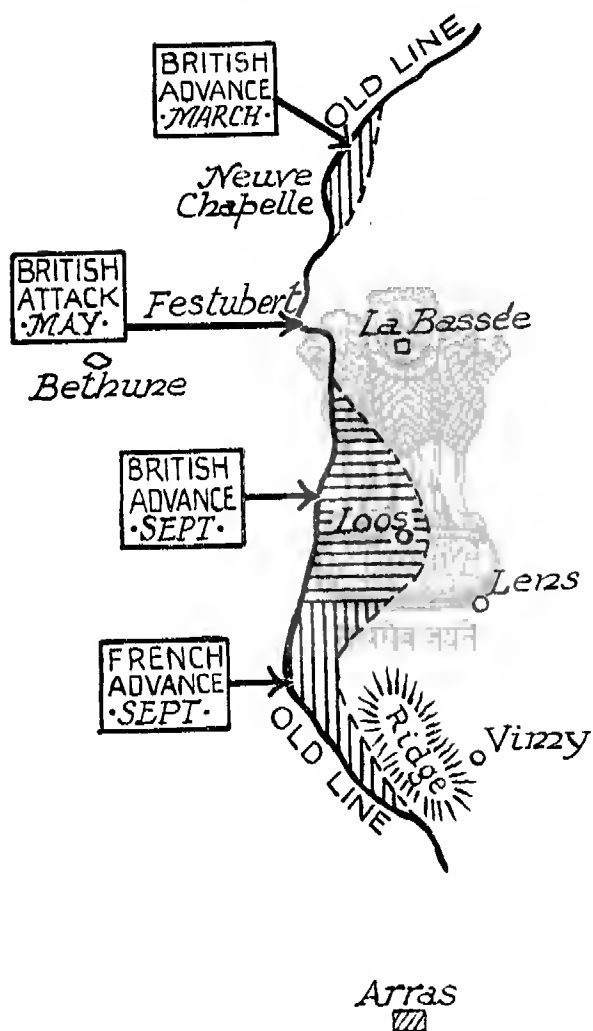 BRITISH
ADVANCE
·MARCH·
OLD LINE
Neuve
Chapelle
BRITISH
ATTACK
·MAY·
Festubert
La Bassée
Bethune
BRITISH
ADVANCE
·SEPT·
Loos
Lens
FRENCH
ADVANCE
·SEPT·
OLD LINE
Ridge
Vimy
Arras